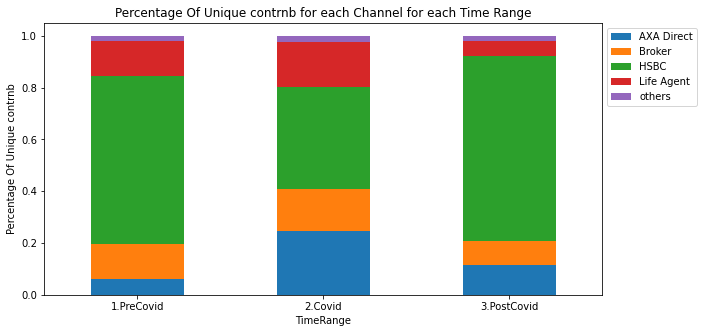 Percentage Of Unique contrnb for each Channel for each Time Range
Percentage Of Unique contrnb
1.0
0.8
0.6
0.4
0.2
0.0
1.PreCovid
2.Covid
3.PostCovid
TimeRange
AXA Direct
Broker
HSBC
Life Agent
others